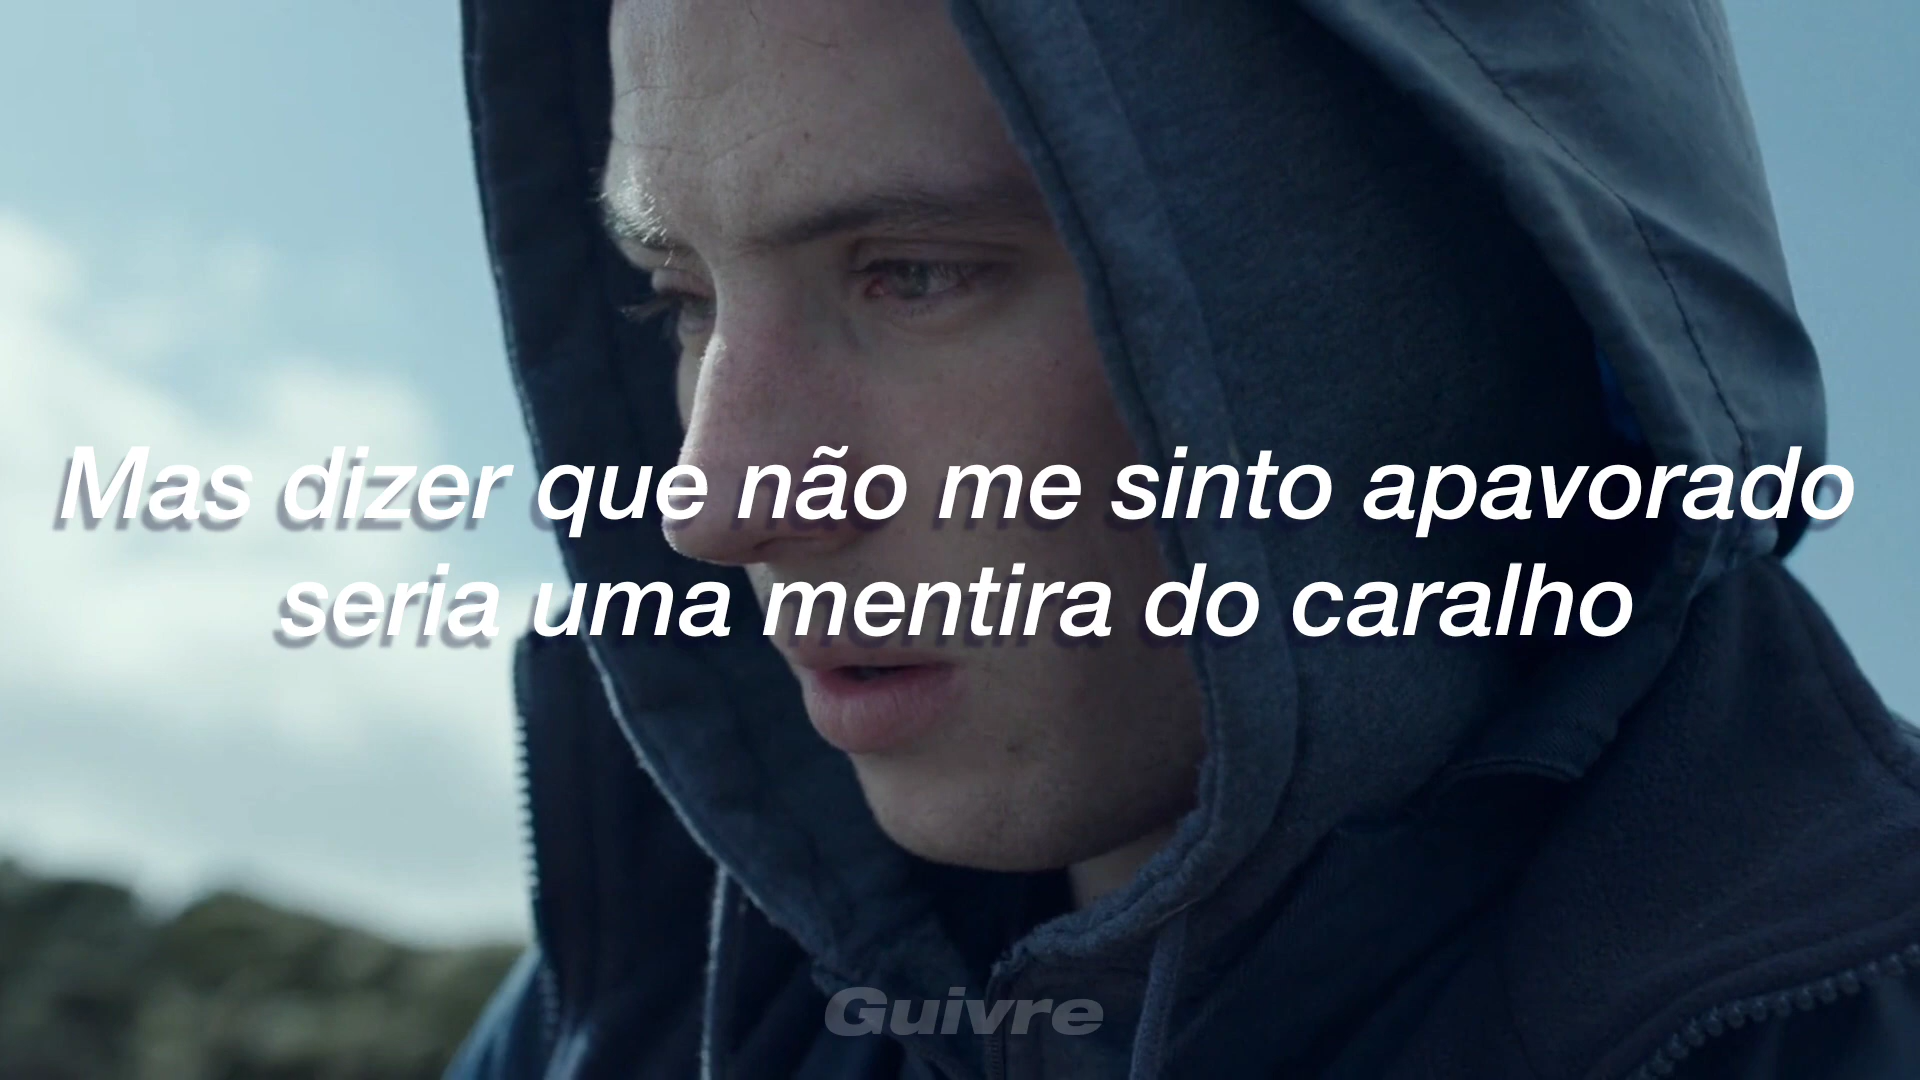 Mas dizer que não me sinto apavorado
seria uma mentira do caralho
Guivre